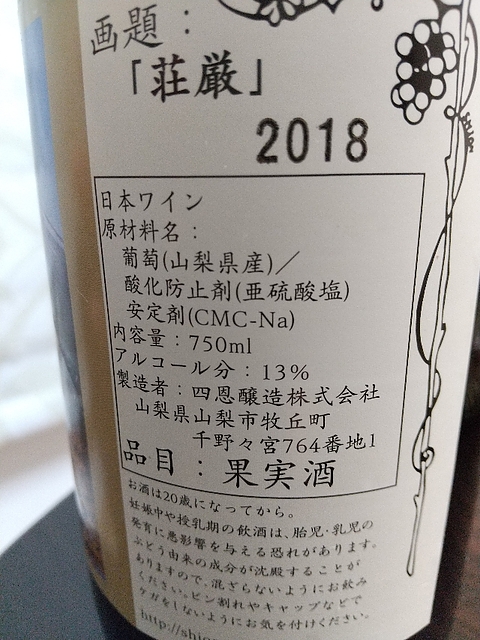 画題：
「荘厳」
2018
日本ワイン
原材料名：
葡萄(山梨県産)／
酸化防止剤(亜硫酸塩)
安定剤(CMC-Na)
内容量：750ml
アルコール分：13%
製造者：四恩醸造株式会社
山梨県山梨市牧丘町
千野々宮764番地1
品目：果実酒
お酒は20歳になってから。
妊娠中や授乳期の飲酒は、胎児・乳児の
発育に悪影響を与える恐れがあります。
ぶどう由来の成分が沈殿することが
ありますので、混ざらないようにお飲み
ください。ビン割れやキャップなどで
ケガをしないようにお気を付けください。